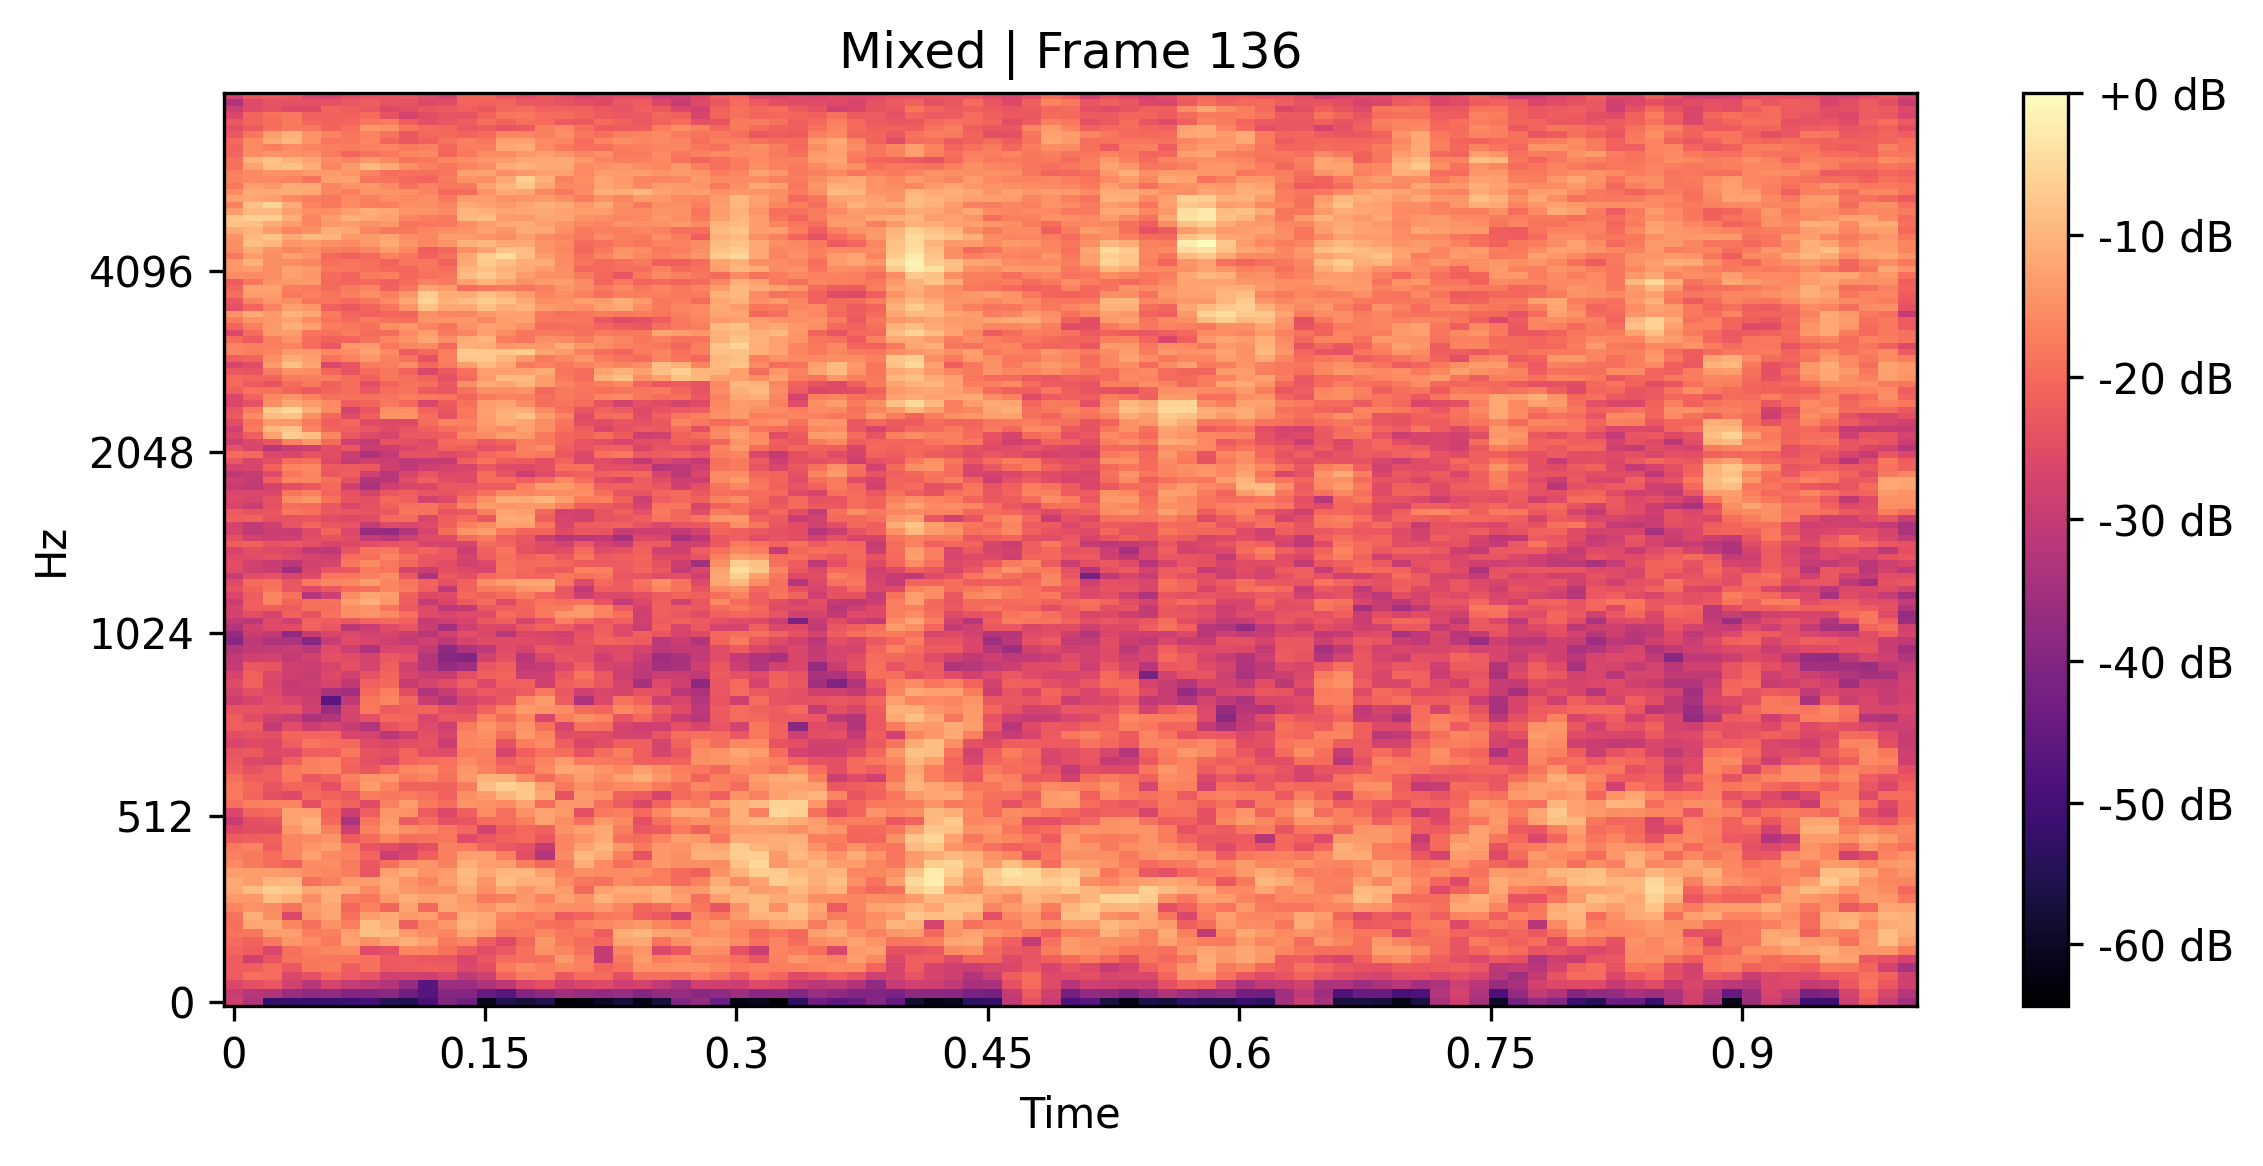 Mixed | Frame 136
+0 dB
-10 dB
-20 dB
-30 dB
-40 dB
-50 dB
-60 dB
Hz
4096
2048
1024
512
0
0 0.15 0.3 0.45 0.6 0.75 0.9
Time